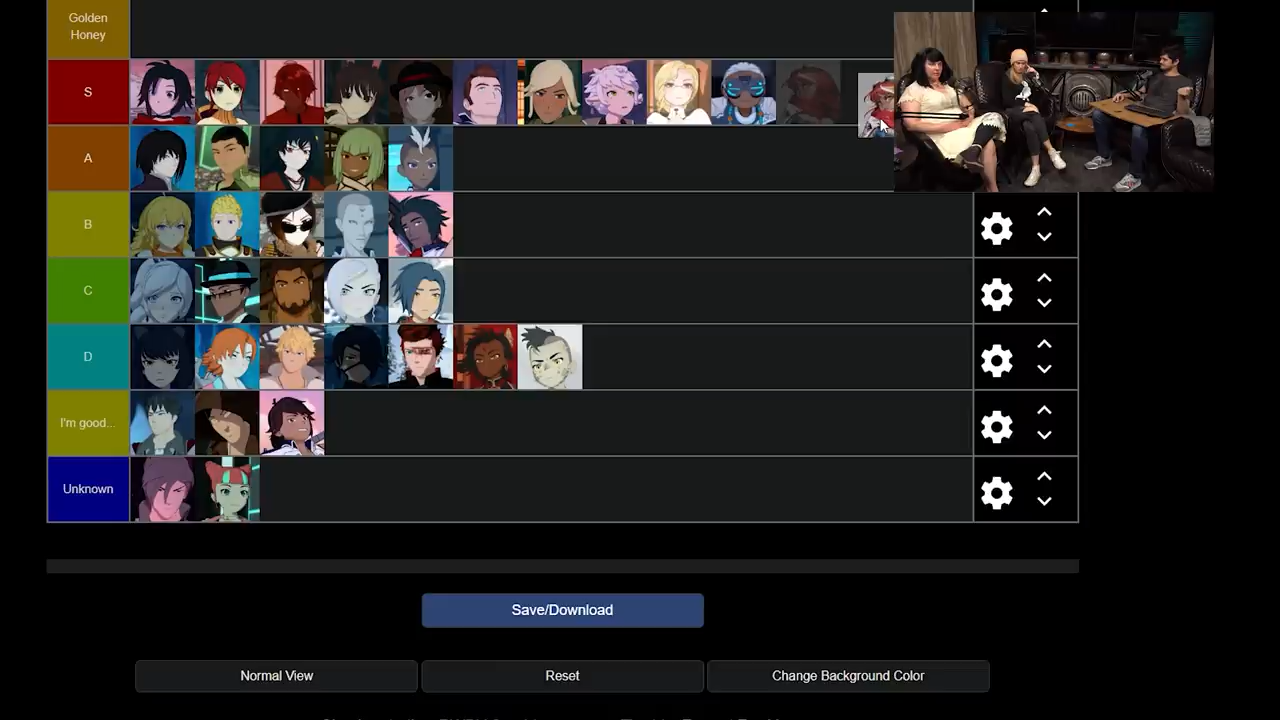 Golden
Honey
S
A
B
C
D
I'm good...
Unknown
Save/Download
Normal View
Reset
Change Background Color